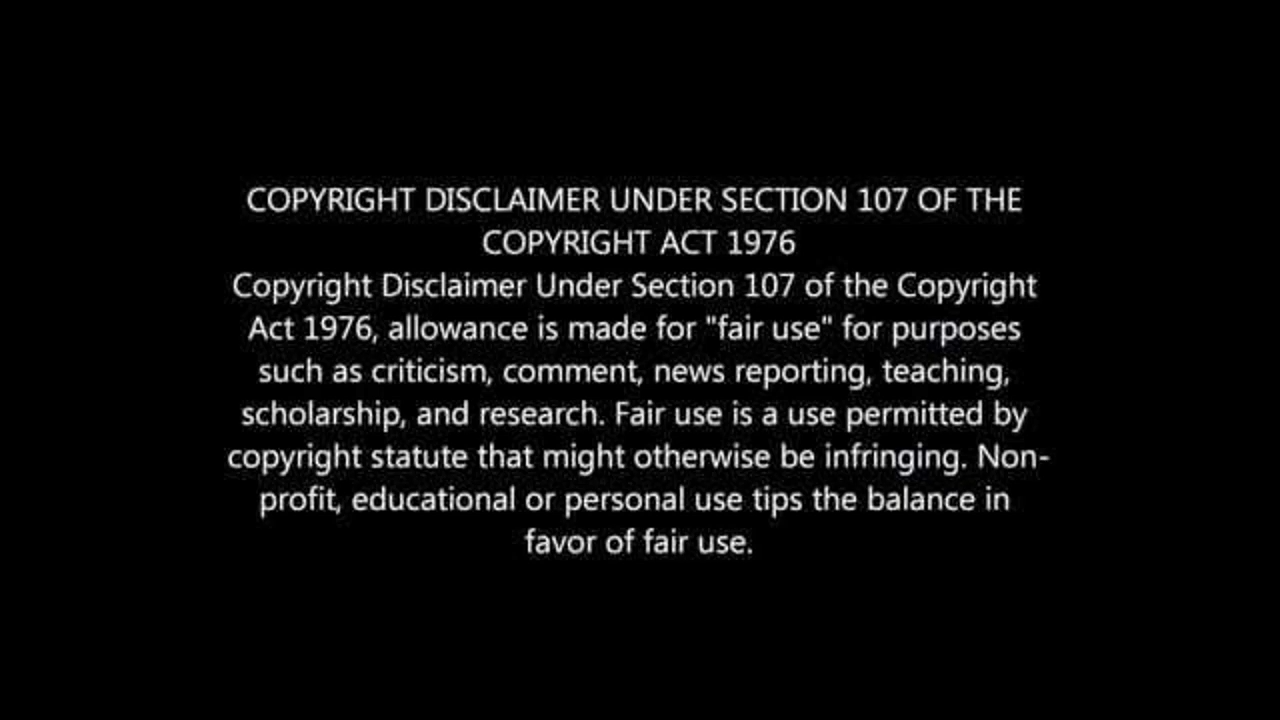 COPYRIGHT DISCLAIMER UNDER SECTION 107 OF THE
COPYRIGHT ACT 1976
Copyright Disclaimer Under Section 107 of the Copyright
Act 1976, allowance is made for "fair use" for purposes
such as criticism, comment, news reporting, teaching,
scholarship, and research. Fair use is a use permitted by
copyright statute that might otherwise be infringing. Non-
profit, educational or personal use tips the balance in
favor of fair use.